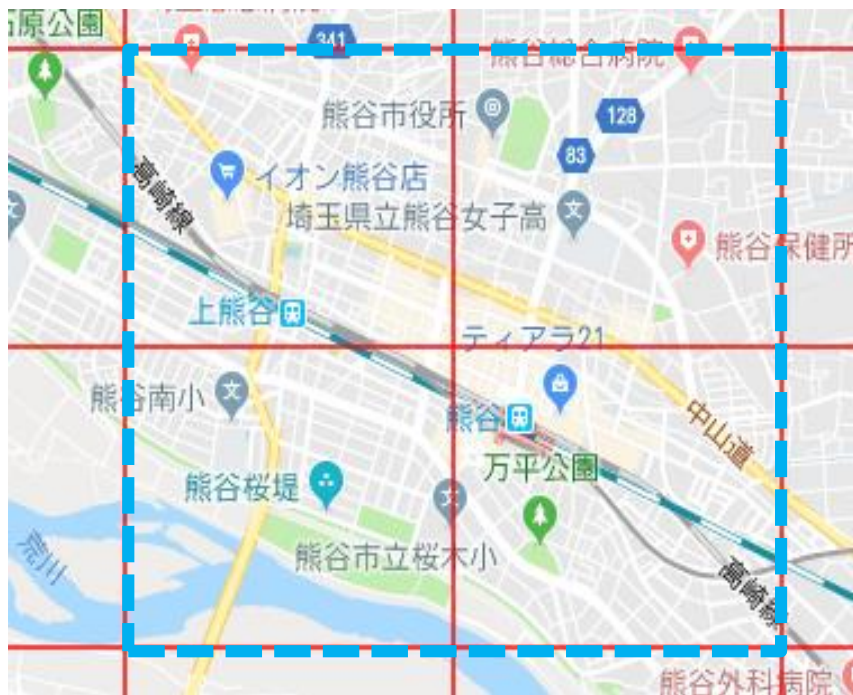 石原公園
341
熊谷総合病院
熊谷市役所
128
83
高崎線
イオン熊谷店
埼玉県立熊谷女子高
熊谷保健所
上熊谷
ティアラ21
熊谷南小
熊谷
中山道
万平公園
熊谷桜堤
荒川
熊谷市立桜木小
高崎線
熊谷外科病院